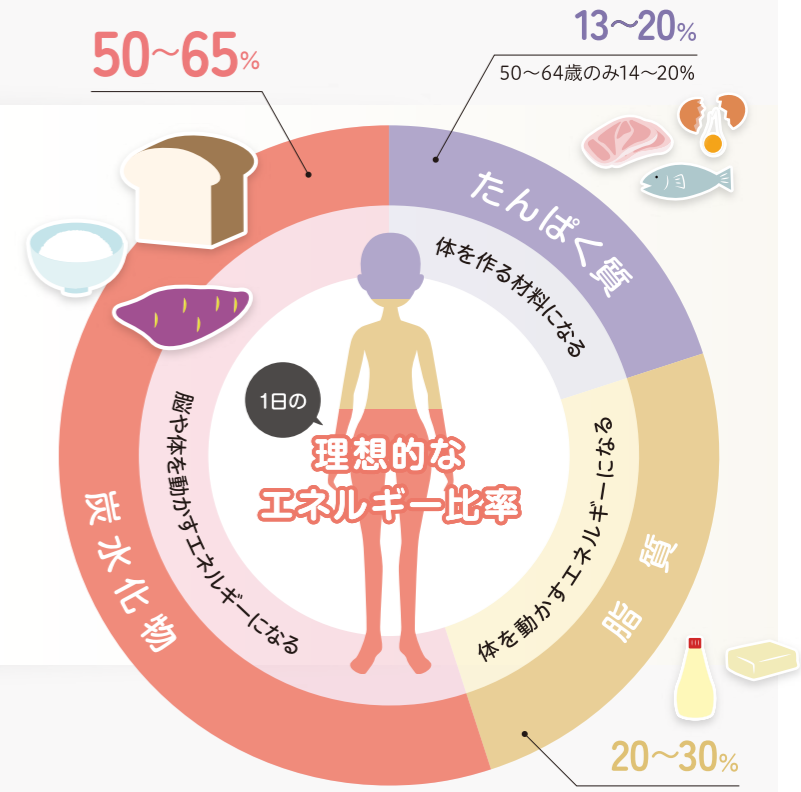 50～65%
13～20%
50～64歳のみ14～20%
たんぱく質
体を作る材料になる
1日の
理想的な
エネルギー比率
脳や体を動かすエネルギーになる
炭水化物
体を動かすエネルギーになる
脂質
20～30%